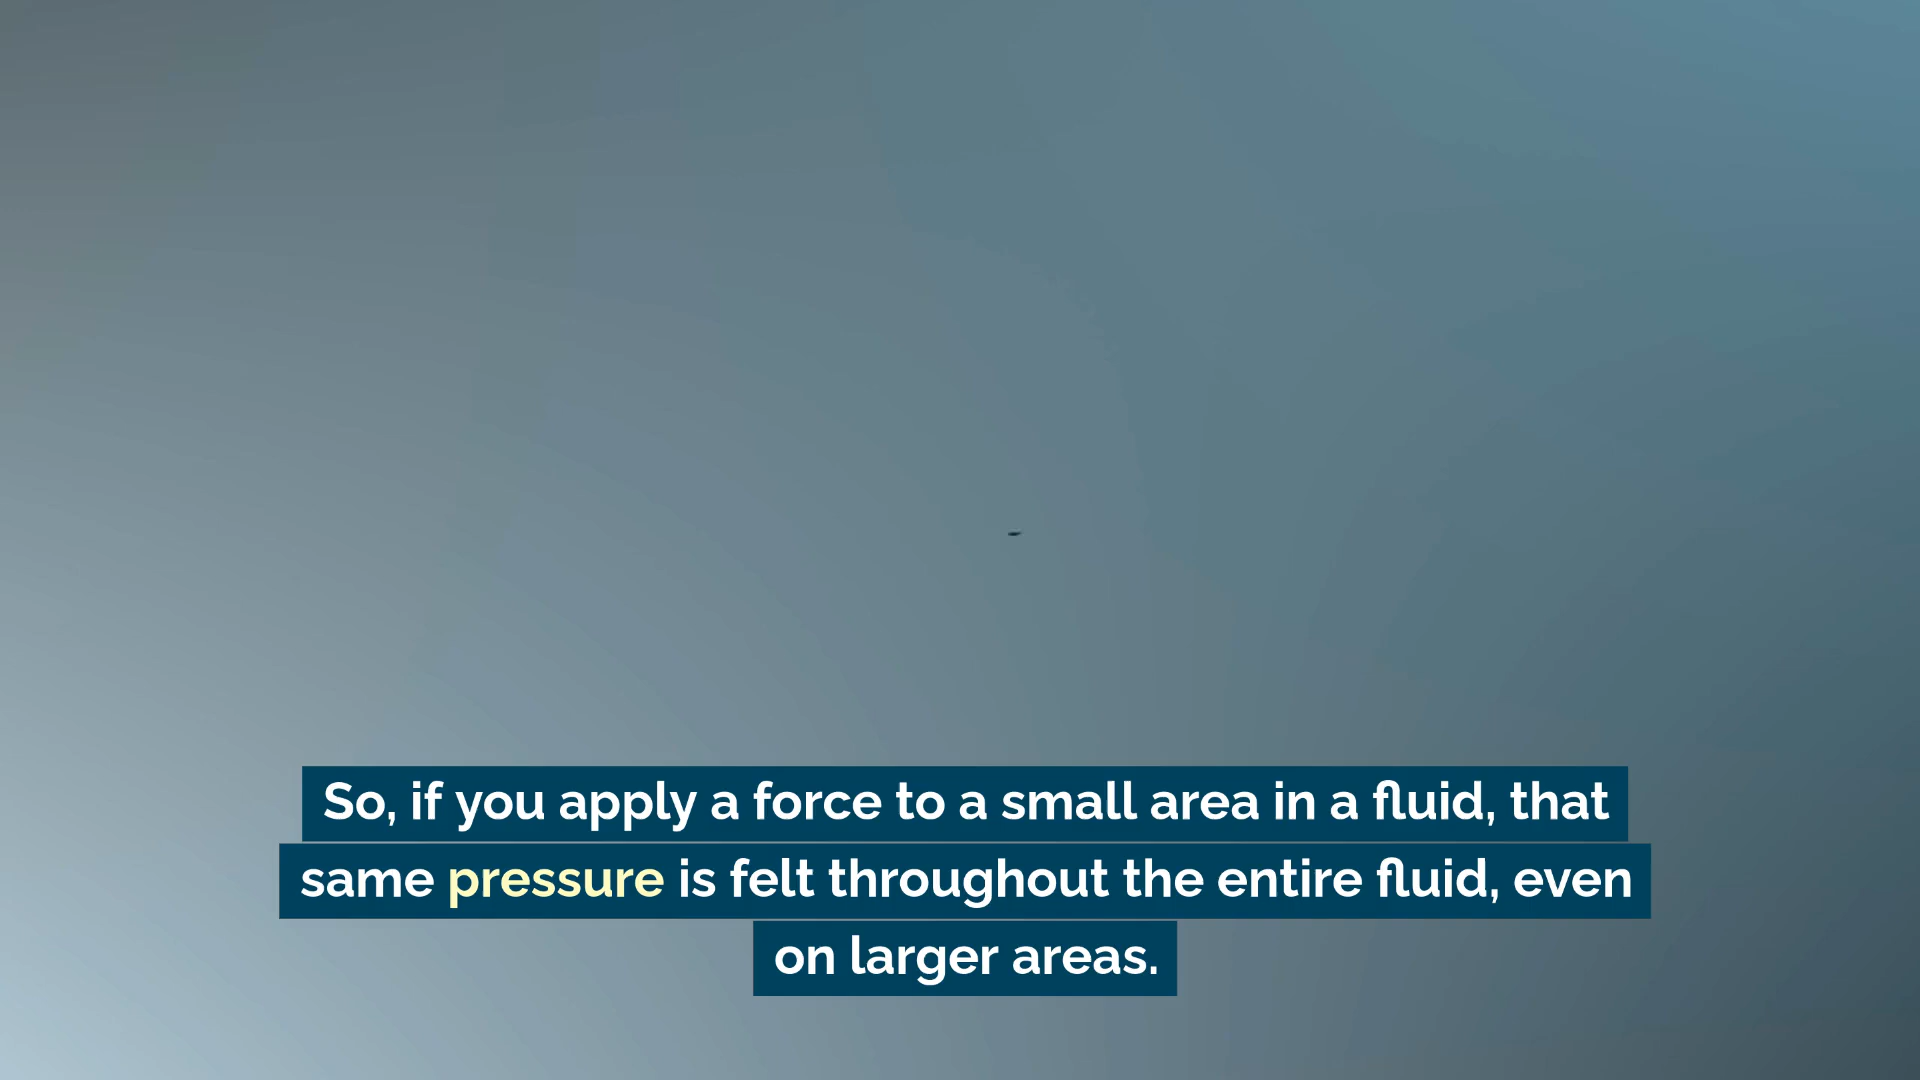 So, if you apply a force to a small area in a fluid, that
same pressure is felt throughout the entire fluid, even
on larger areas.